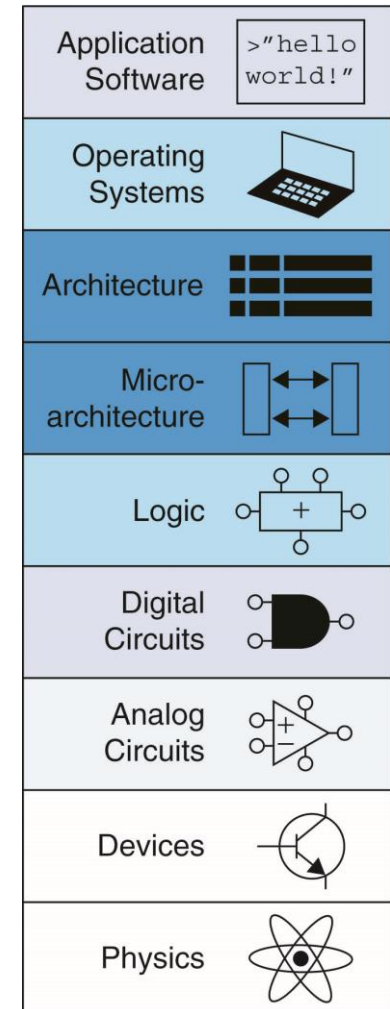 Application
Software
>"hello
world!"
Operating
Systems
Architecture
Micro-
architecture
Logic
+
Digital
Circuits
Analog
Circuits
+
−
Devices
Physics